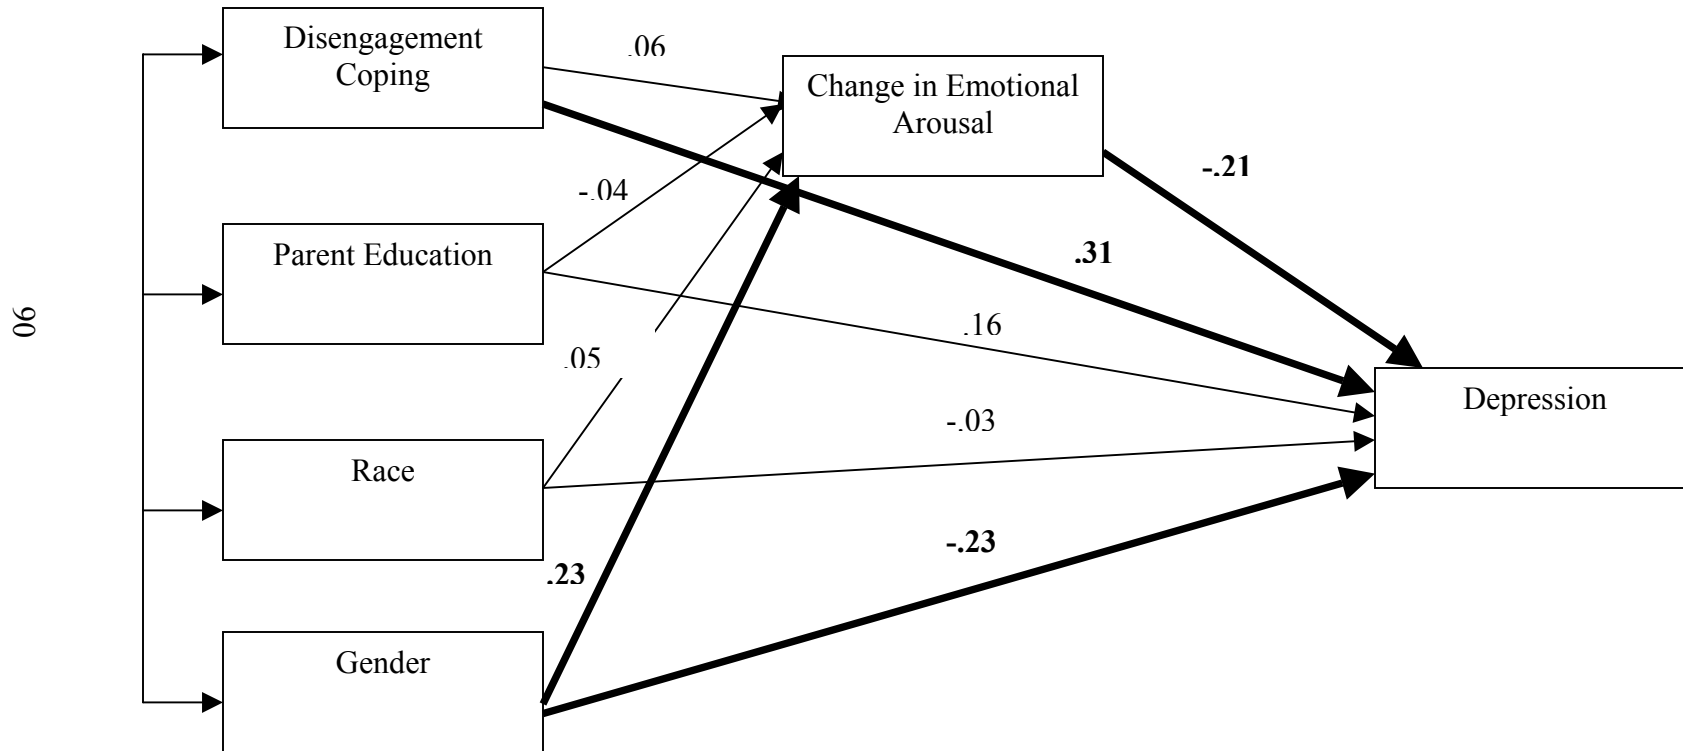 Disengagement
Coping
.06
Change in Emotional
Arousal
-.21
-.04
.31
Parent Education
.16
.05
Depression
-.03
Race
-.23
.23
Gender
90